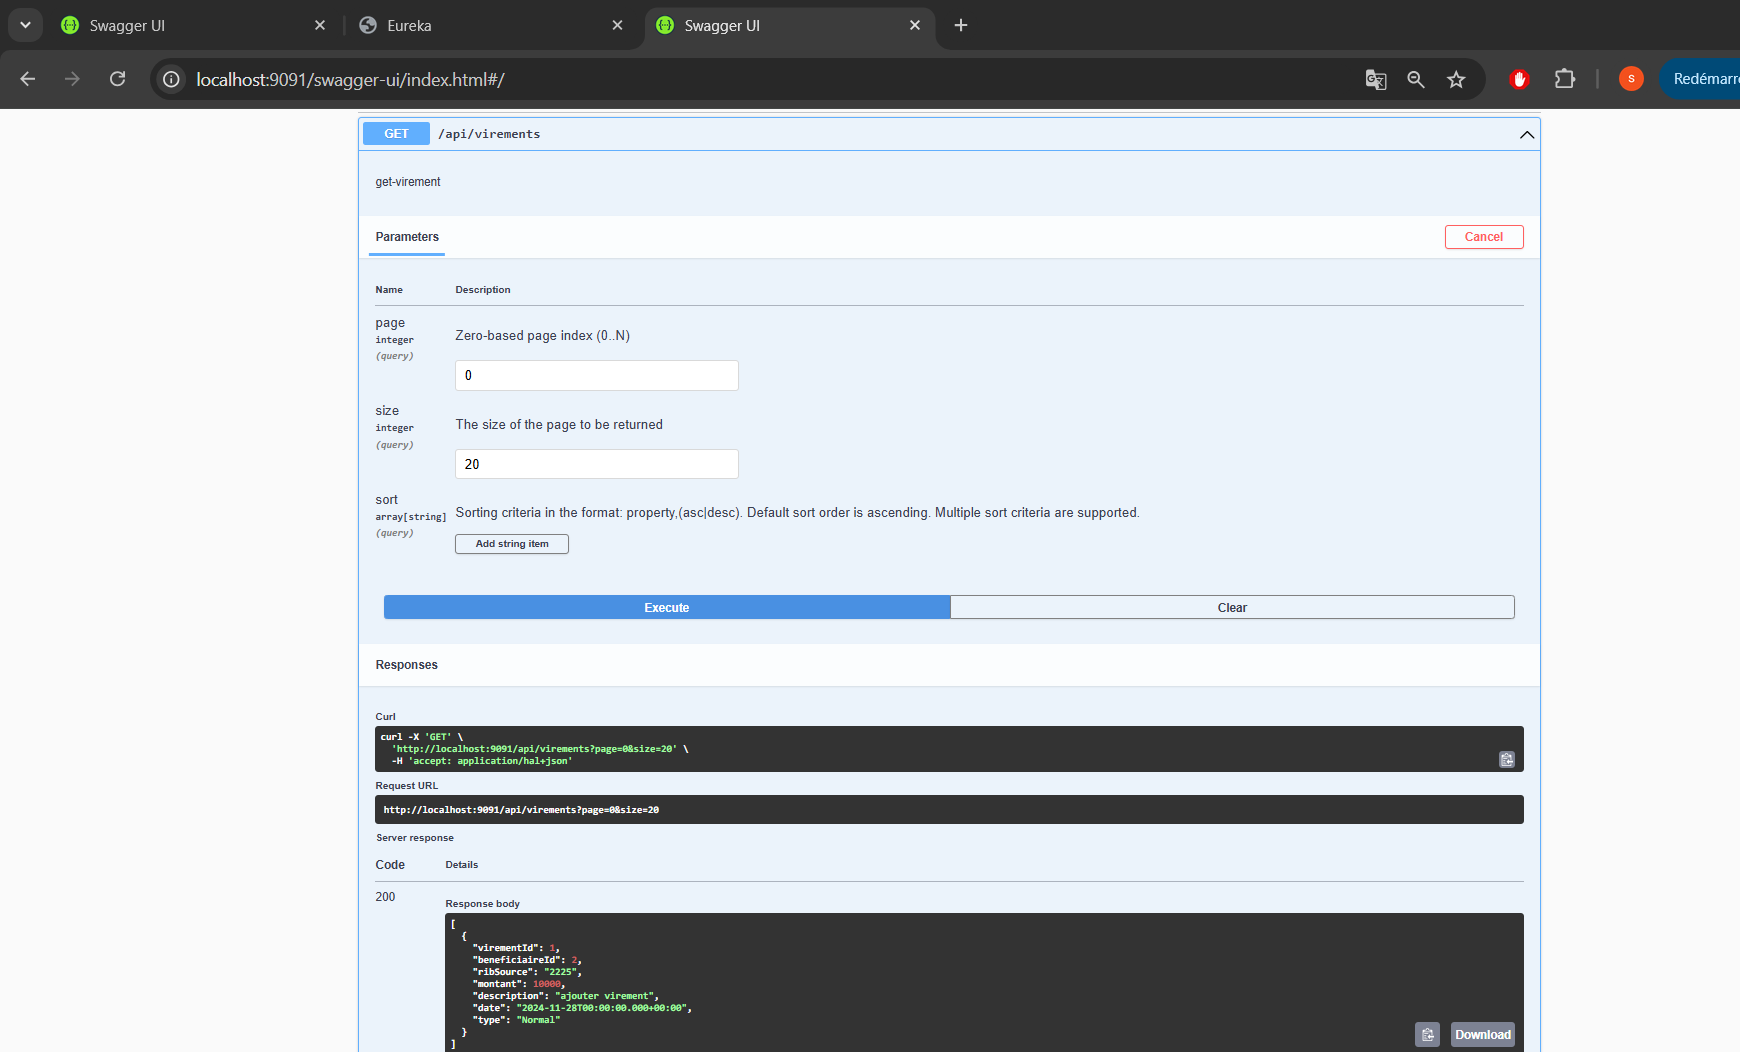 Swagger UI
Eureka
Swagger UI
localhost:9091/swagger-ui/index.html#/
S
Redémarre
GET /api/virements
get-virement
Parameters
Cancel
Name Description
page
integer
(query)
Zero-based page index (0..N)
0
size
integer
(query)
The size of the page to be returned
20
sort
array[string]
(query)
Sorting criteria in the format: property,(asc|desc). Default sort order is ascending. Multiple sort criteria are supported.
Add string item
Execute
Clear
Responses
Curl
curl -X 'GET' \
'http://localhost:9091/api/virements?page=0&size=20' \
-H 'accept: application/hal+json'
Request URL
http://localhost:9091/api/virements?page=0&size=20
Server response
Code Details
200
Response body
[
{
"virementId": 1,
"beneficiaireId": 2,
"ribSource": "2225",
"montant": 10000,
"description": "ajouter virement",
"date": "2024-11-28T00:00:00.000+00:00",
"type": "Normal"
}
]
Download